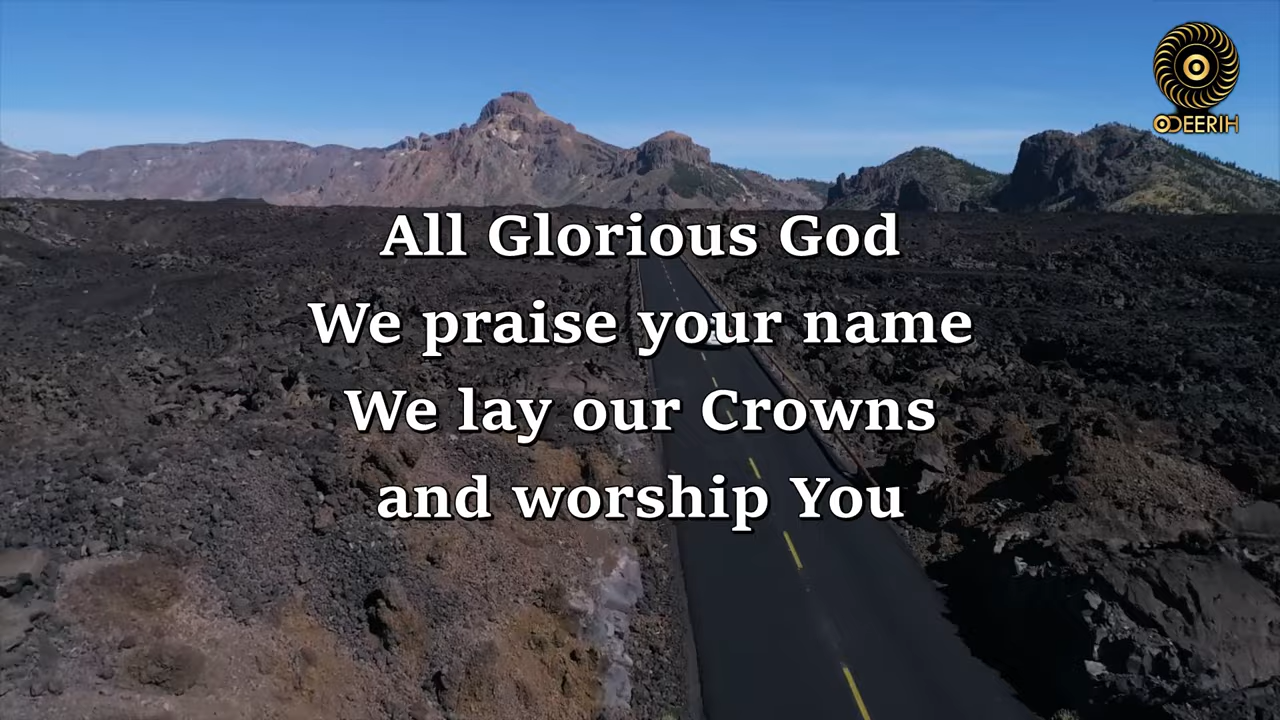 ODEERIH
All Glorious God
We praise your name
We lay our Crowns
and worship You